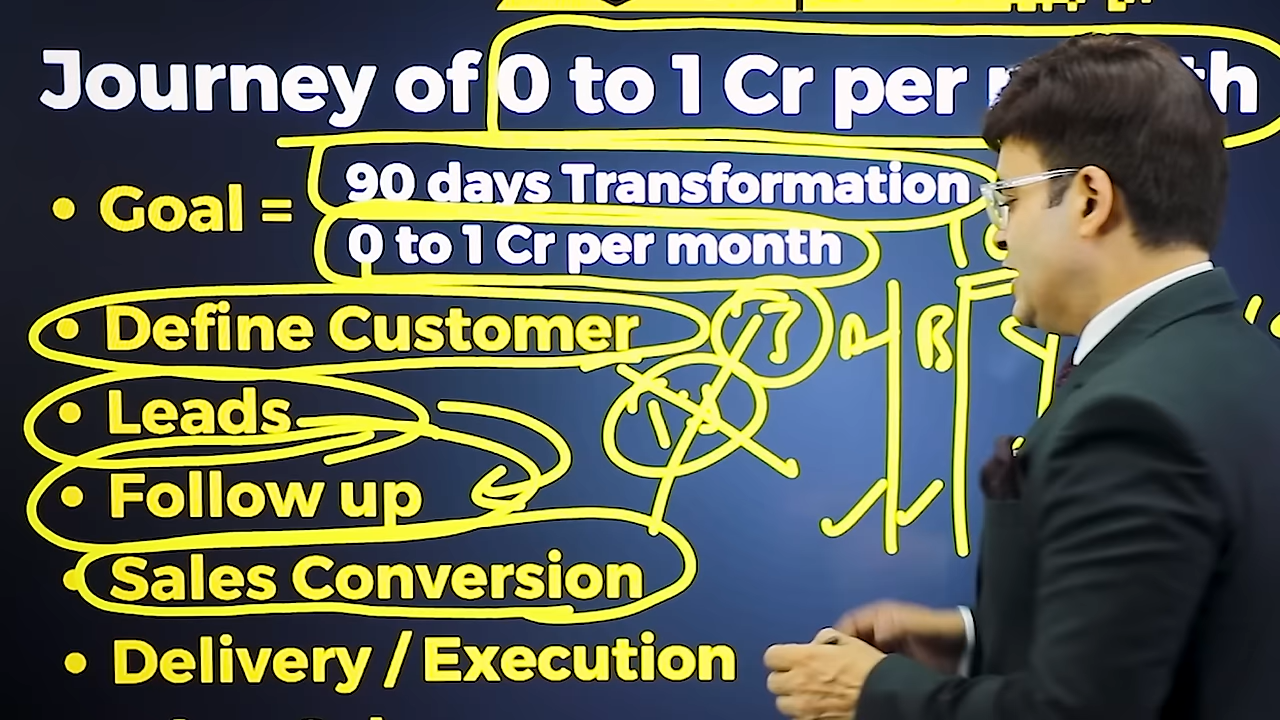 Journey of 0 to 1 Cr per
• Goal =
90 days Transformation
0 to 1 Cr per month
• Define Customer
• Leads
• Follow up
• Sales Conversion
• Delivery / Execution
A B